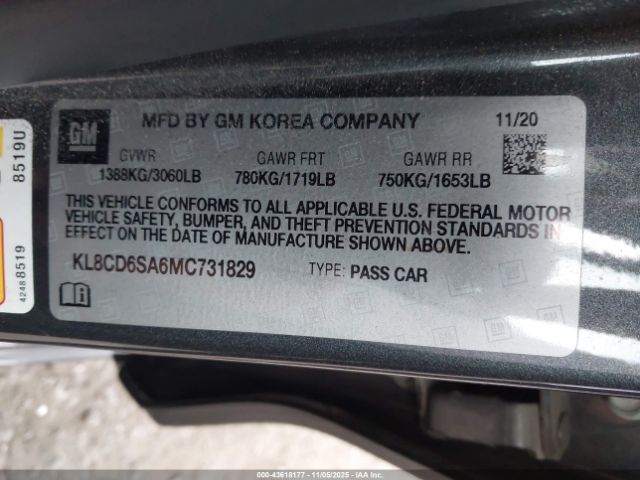 GM
MFD BY GM KOREA COMPANY 11/20
GVWR GAWR FRT GAWR RR
1388KG/3060LB 780KG/1719LB 750KG/1653LB
THIS VEHICLE CONFORMS TO ALL APPLICABLE U.S. FEDERAL MOTOR
VEHICLE SAFETY, BUMPER, AND THEFT PREVENTION STANDARDS IN
EFFECT ON THE DATE OF MANUFACTURE SHOWN ABOVE.
KL8CD6SA6MC731829 TYPE: PASS CAR
8519U
42488519
000-43618177 - 11/05/2025 - IAAI.COM